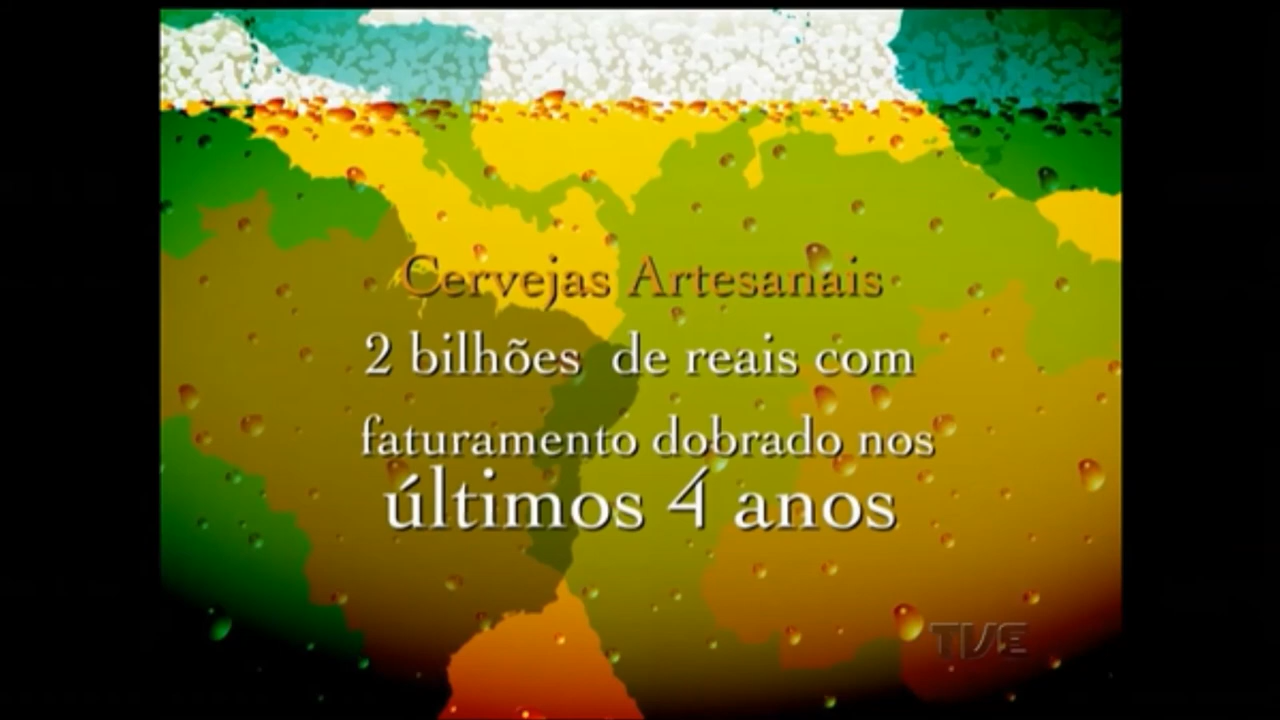 Cervejas Artesanais
2 bilhões de reais com
faturamento dobrado nos
últimos 4 anos
TVE